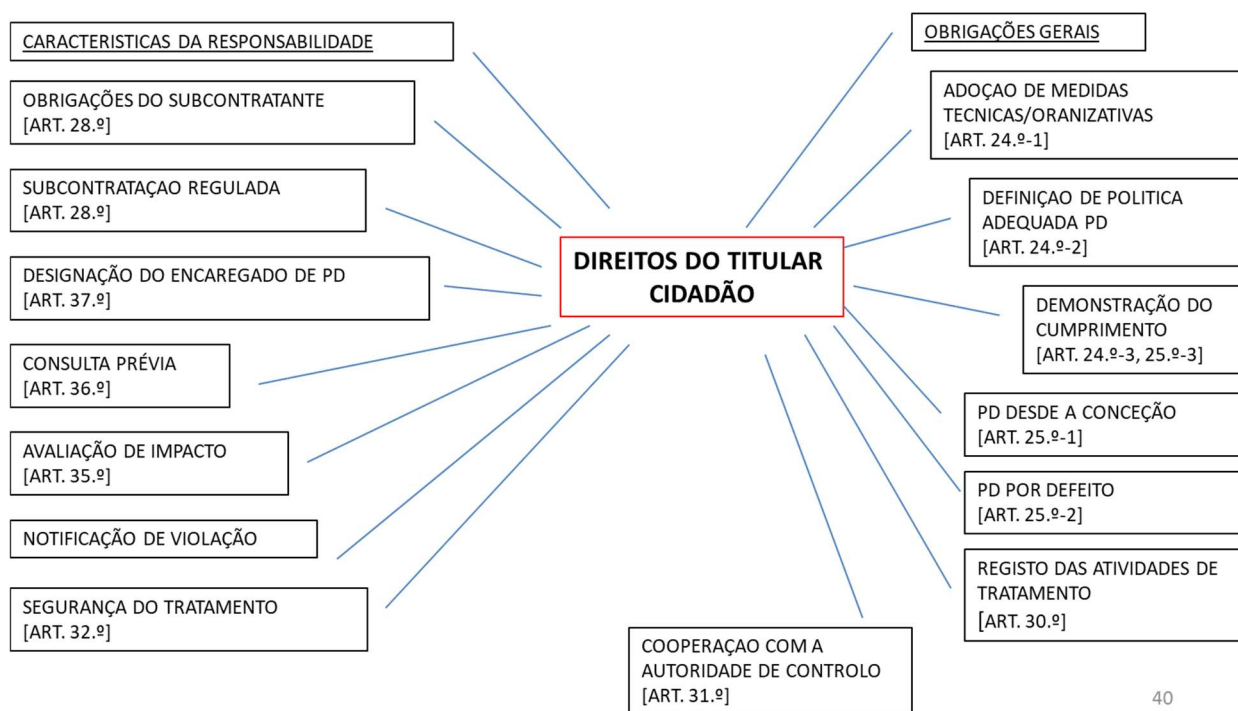 CARACTERISTICAS DA RESPONSABILIDADE
OBRIGAÇÕES DO SUBCONTRATANTE
[ART. 28.º]
SUBCONTRATAÇAO REGULADA
[ART. 28.º]
DESIGNAÇÃO DO ENCAREGADO DE PD
[ART. 37.º]
CONSULTA PRÉVIA
[ART. 36.º]
AVALIAÇÃO DE IMPACTO
[ART. 35.º]
NOTIFICAÇÃO DE VIOLAÇÃO
SEGURANÇA DO TRATAMENTO
[ART. 32.º]
DIREITOS DO TITULAR
CIDADÃO
OBRIGAÇÕES GERAIS
ADOÇAO DE MEDIDAS
TECNICAS/ORANIZATIVAS
[ART. 24.º-1]
DEFINIÇAO DE POLITICA
ADEQUADA PD
[ART. 24.º-2]
DEMONSTRAÇÃO DO
CUMPRIMENTO
[ART. 24.º-3, 25.º-3]
PD DESDE A CONCEÇÃO
[ART. 25.º-1]
PD POR DEFEITO
[ART. 25.º-2]
REGISTO DAS ATIVIDADES DE
TRATAMENTO
[ART. 30.º]
COOPERAÇAO COM A
AUTORIDADE DE CONTROLO
[ART. 31.º]
40